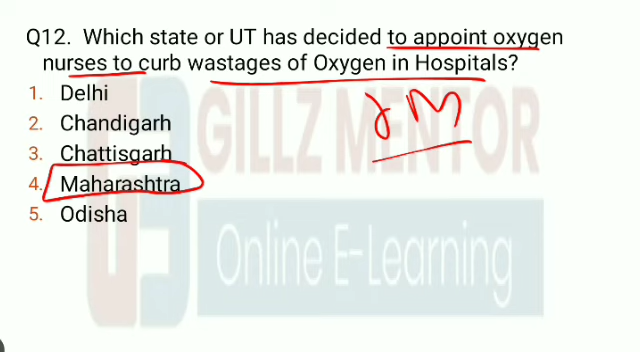 Q12. Which state or UT has decided to appoint oxygen
nurses to curb wastages of Oxygen in Hospitals?
1. Delhi
2. Chandigarh
3. Chattisgarh
4. Maharashtra
5. Odisha
GILLZ MENTOR
Online E-Learning